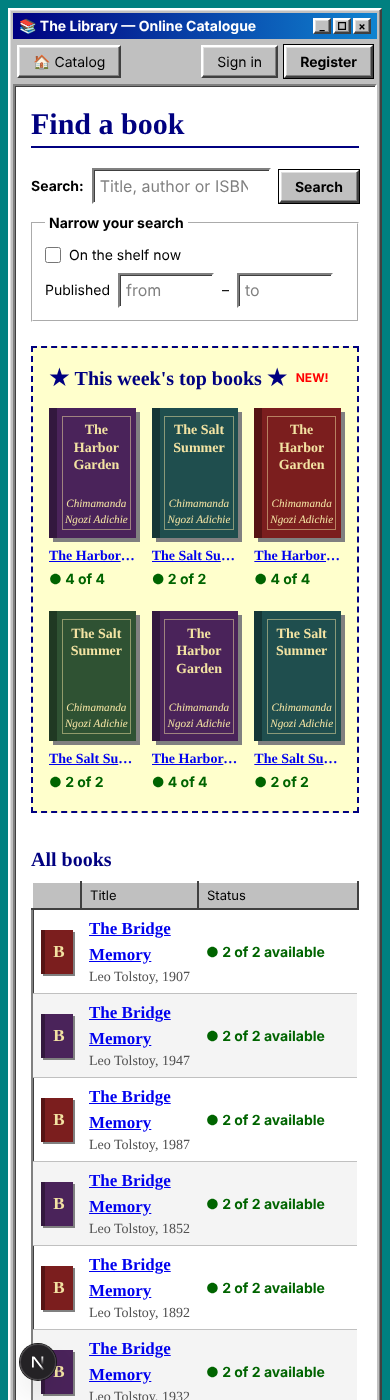 📚 The Library — Online Catalogue
🏠 Catalog Sign in Register
Find a book
Search: Title, author or ISBN Search
Narrow your search
On the shelf now
Published from – to
★ This week's top books ★ NEW!
The Harbor Garden
Chimamanda Ngozi Adichie
The Harbor…
● 4 of 4
The Salt Summer
Chimamanda Ngozi Adichie
The Salt Su…
● 2 of 2
The Harbor Garden
Chimamanda Ngozi Adichie
The Harbor…
● 4 of 4
The Salt Summer
Chimamanda Ngozi Adichie
The Salt Su…
● 2 of 2
The Harbor Garden
Chimamanda Ngozi Adichie
The Harbor…
● 4 of 4
The Salt Summer
Chimamanda Ngozi Adichie
The Salt Su…
● 2 of 2
All books
Title Status
B
The Bridge Memory
Leo Tolstoy, 1907
● 2 of 2 available
B
The Bridge Memory
Leo Tolstoy, 1947
● 2 of 2 available
B
The Bridge Memory
Leo Tolstoy, 1987
● 2 of 2 available
B
The Bridge Memory
Leo Tolstoy, 1852
● 2 of 2 available
B
The Bridge Memory
Leo Tolstoy, 1892
● 2 of 2 available
N
B
The Bridge Memory
Leo Tolstoy, 1932
● 2 of 2 available